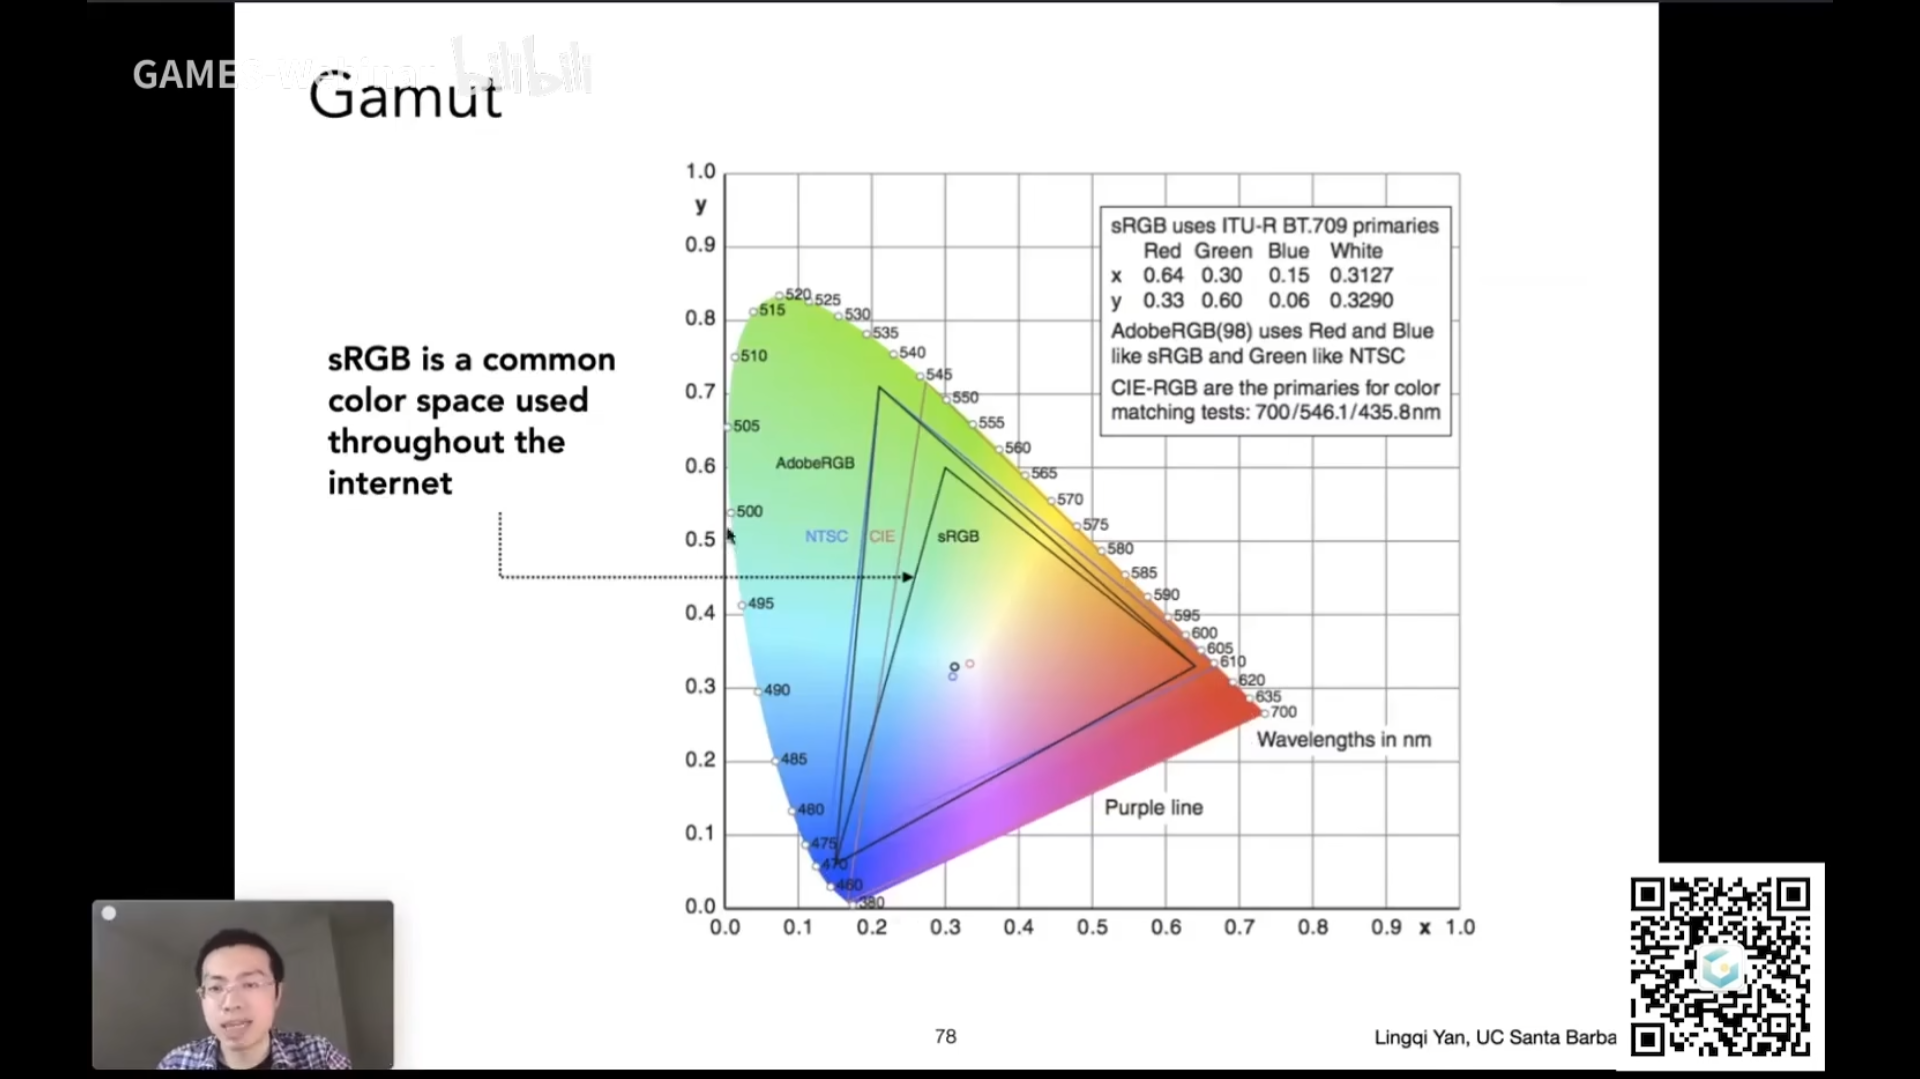 GAMES-Webinar bilibili
Gamut
sRGB is a common
color space used
throughout the
internet
1.0
y
0.9
0.8
0.7
0.6
0.5
0.4
0.3
0.2
0.1
0.0
0.0 0.1 0.2 0.3 0.4 0.5 0.6 0.7 0.8 0.9 x 1.0
sRGB uses ITU-R BT.709 primaries
Red Green Blue White
x 0.64 0.30 0.15 0.3127
y 0.33 0.60 0.06 0.3290
AdobeRGB(98) uses Red and Blue
like sRGB and Green like NTSC
CIE-RGB are the primaries for color
matching tests: 700/546.1/435.8nm
520
525
515
530
535
510
540
545
550
505
555
560
AdobeRGB
565
570
500
575
NTSC CIE sRGB
580
585
590
495
595
600
605
610
620
490
635
700
Wavelengths in nm
485
480
Purple line
475
470
460
380
78
Lingqi Yan, UC Santa Barba